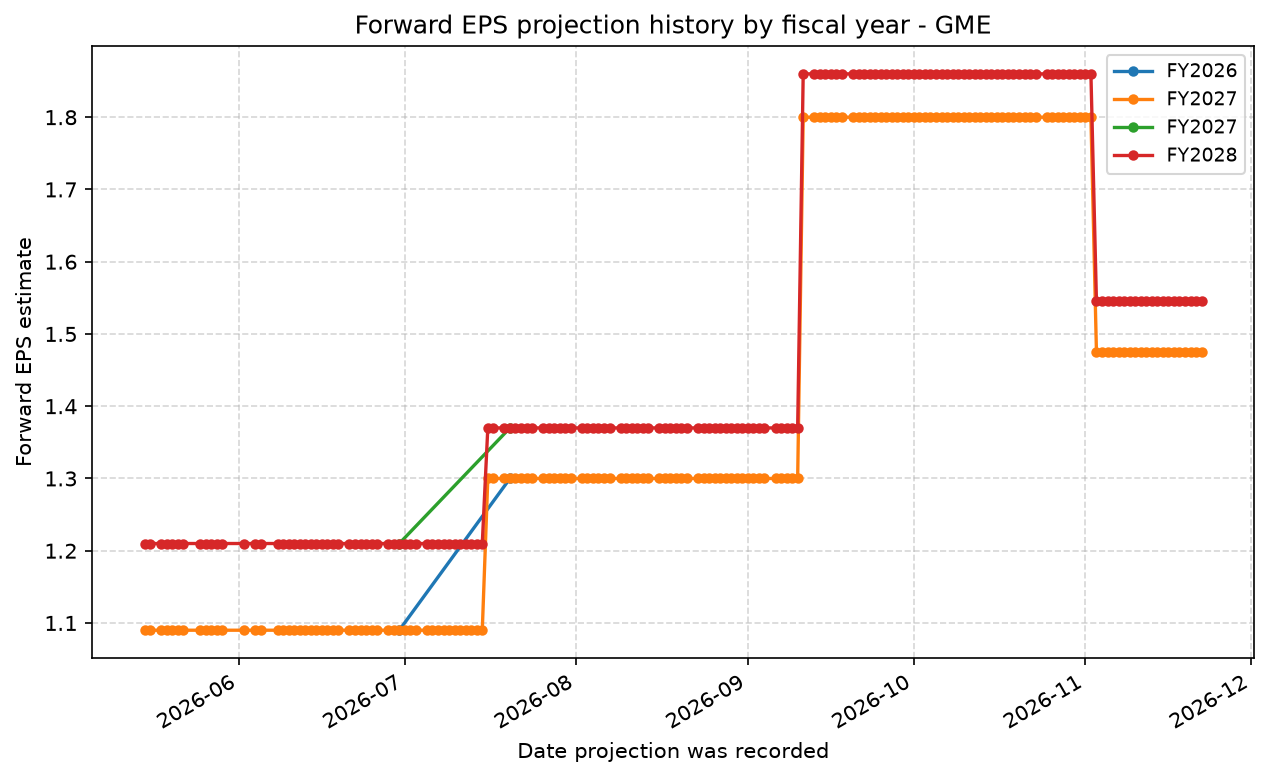 Forward EPS projection history by fiscal year - GME
FY2026
FY2027
FY2027
FY2028
Forward EPS estimate
1.8
1.7
1.6
1.5
1.4
1.3
1.2
1.1
2026-06
2026-07
2026-08
2026-09
2026-10
2026-11
2026-12
Date projection was recorded